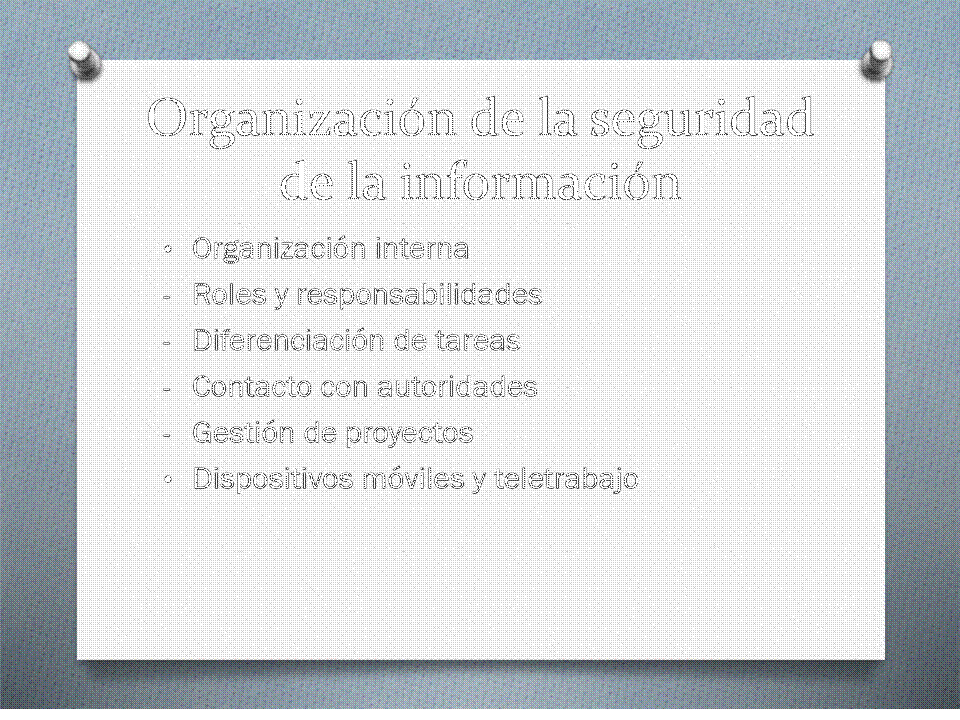 Organización de la seguridad
de la información
• Organización interna
- Roles y responsabilidades
- Diferenciación de tareas
- Contacto con autoridades
- Gestión de proyectos
• Dispositivos móviles y teletrabajo